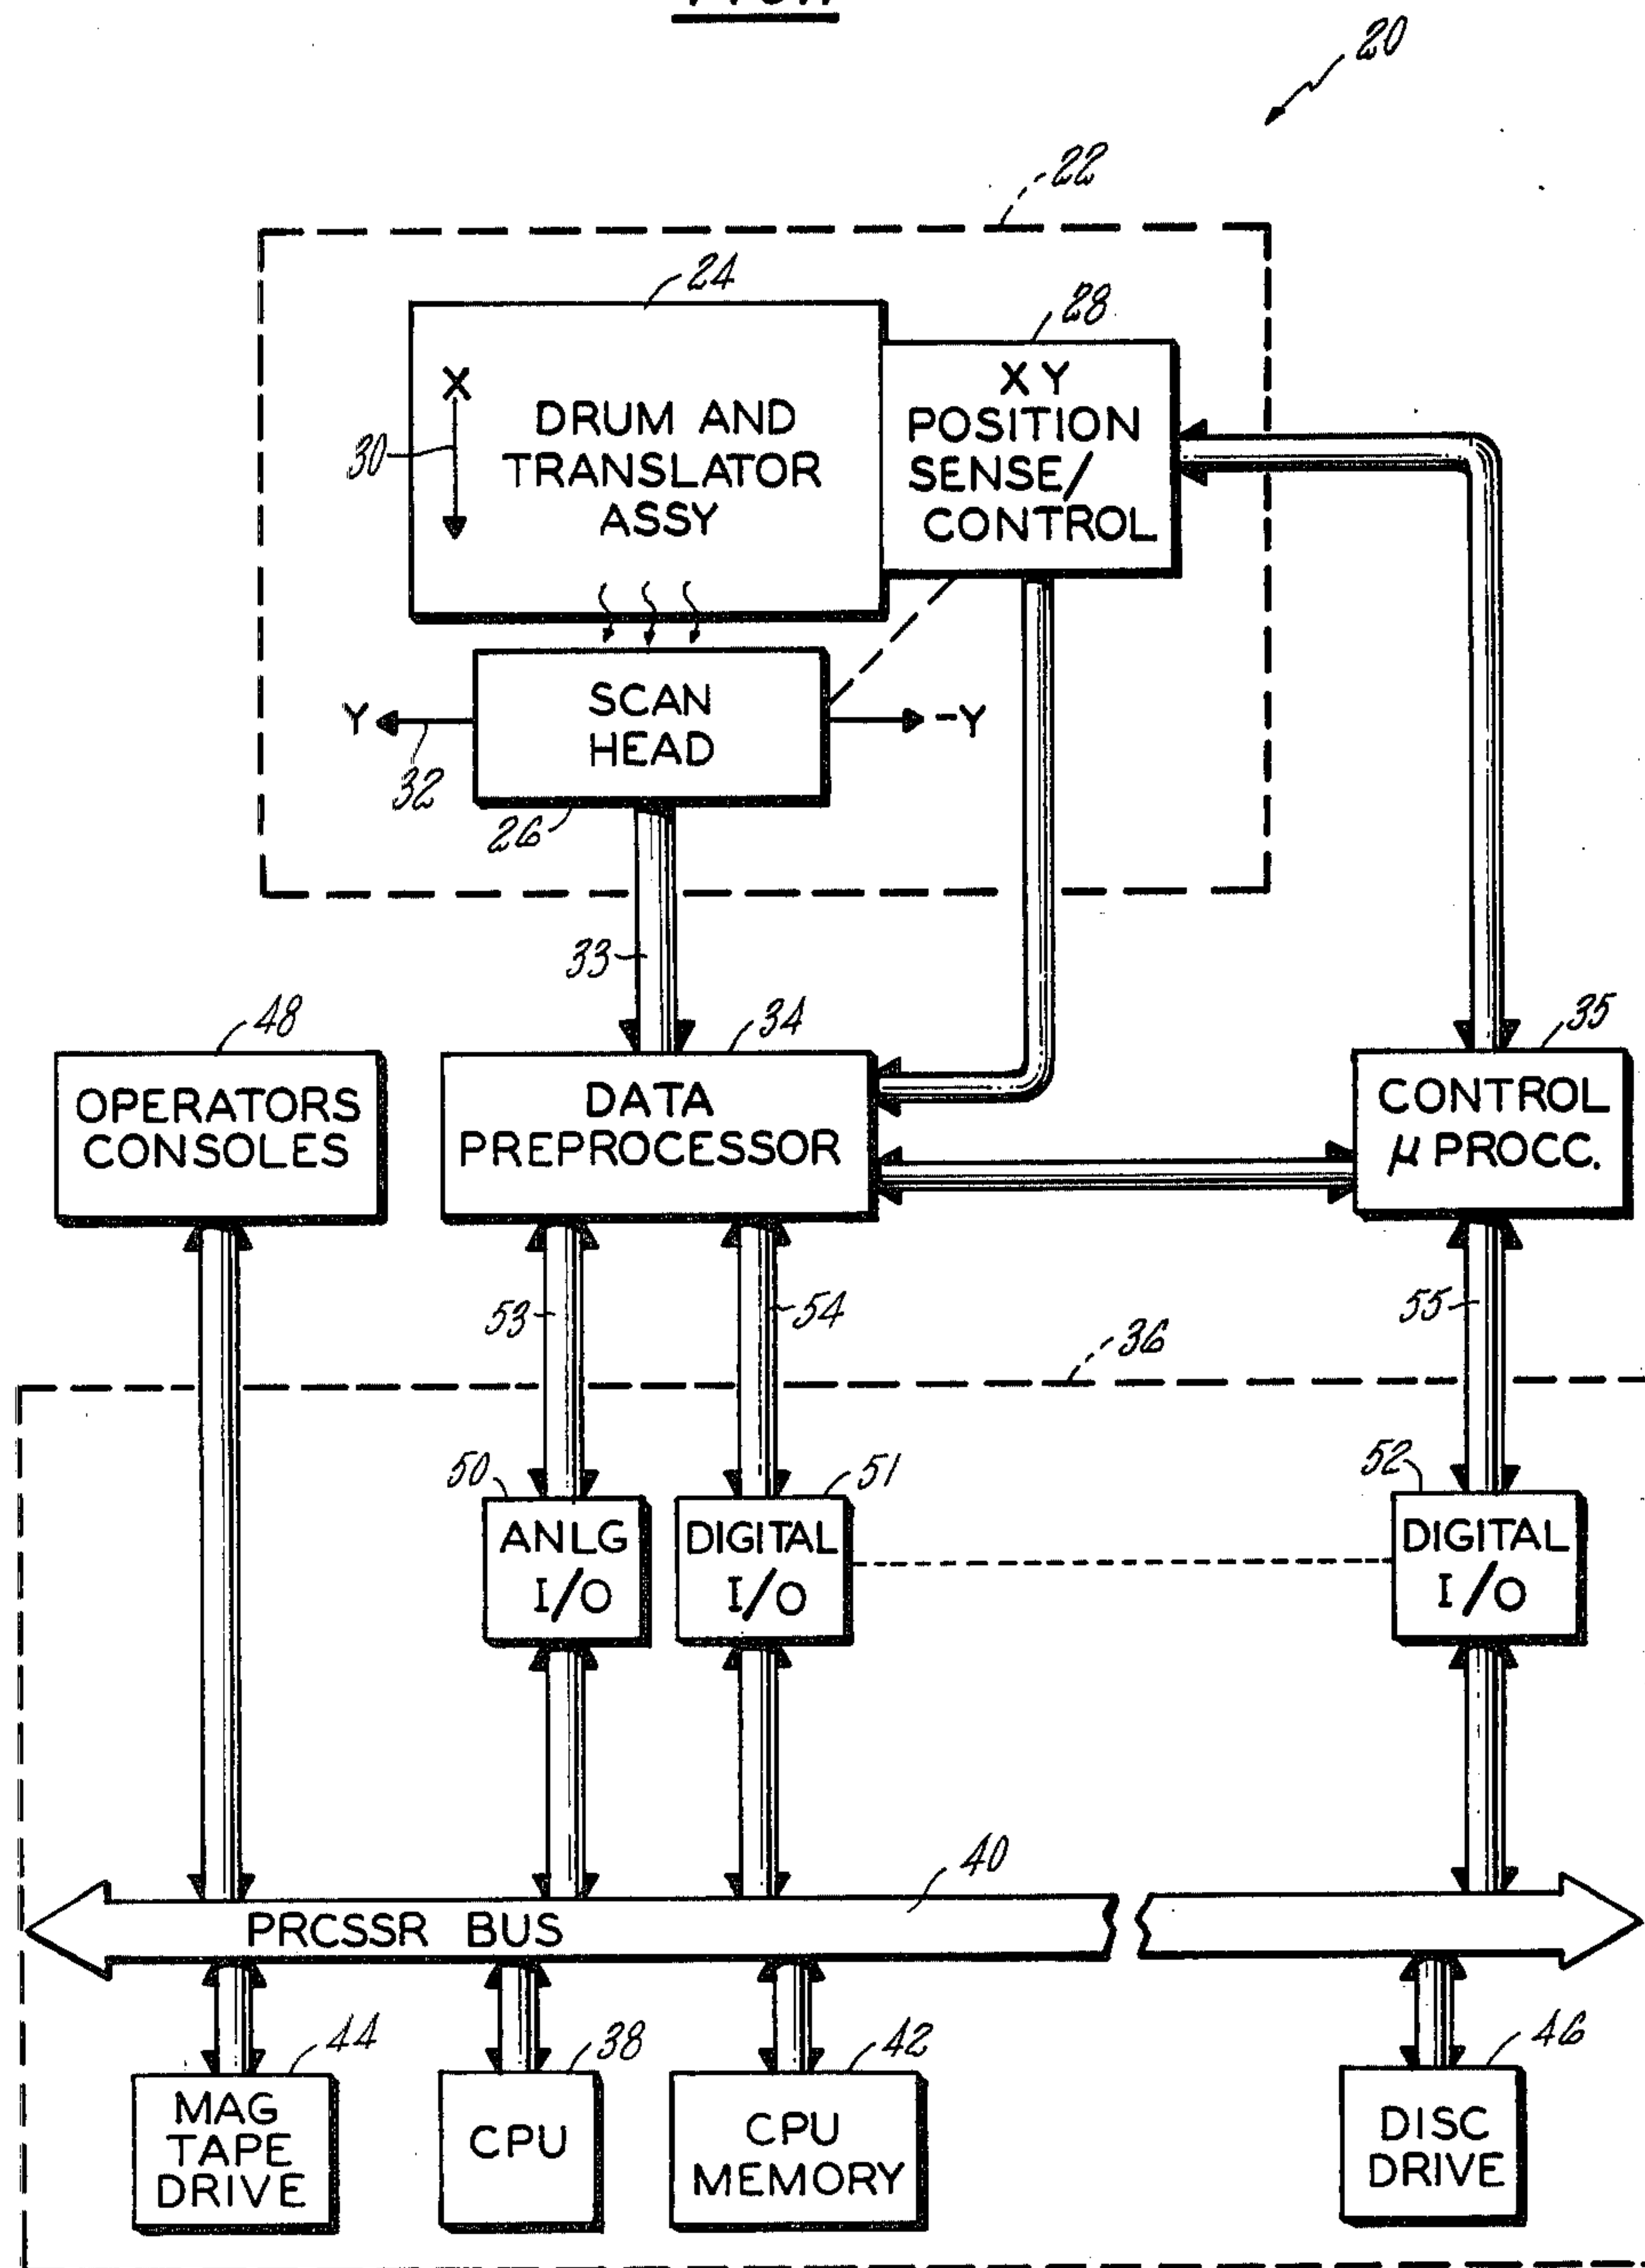 20
22
24
28
X
DRUM AND
TRANSLATOR
ASSY
X Y
POSITION
SENSE/
CONTROL
30
SCAN
HEAD
Y
-Y
32
26
33
48
34
35
OPERATORS
CONSOLES
DATA
PREPROCESSOR
CONTROL
μ PROCC.
53
54
55
36
50
51
52
ANLG
I/O
DIGITAL
I/O
DIGITAL
I/O
40
PRCSSR BUS
44
38
42
46
MAG
TAPE
DRIVE
CPU
CPU
MEMORY
DISC
DRIVE